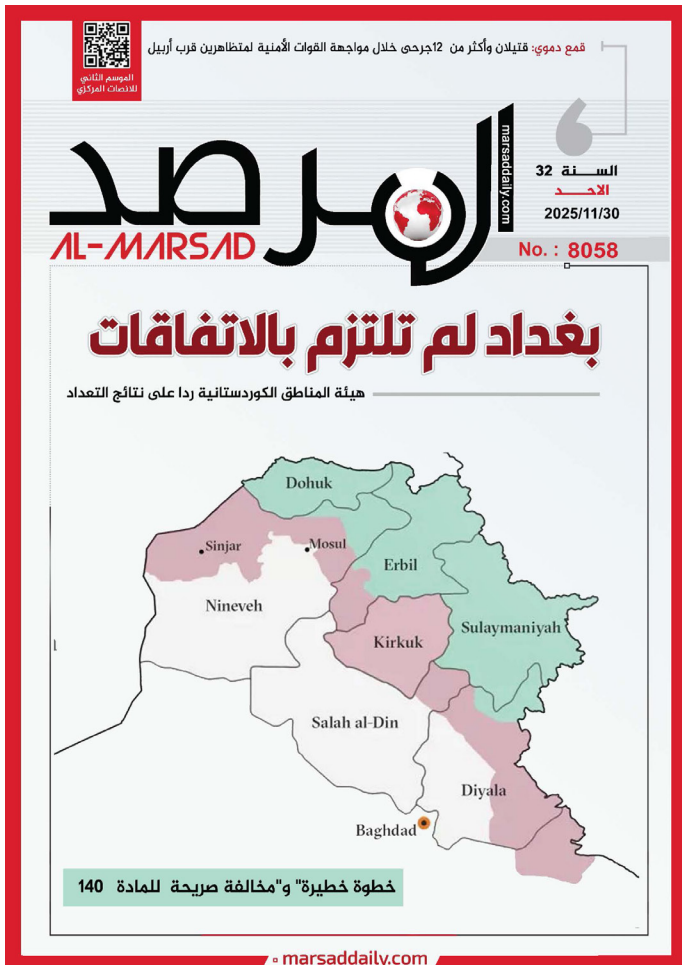 قمع دموي: قتيلان وأكثر من 12جرحى خلال مواجهة القوات الأمنية لمتظاهرين قرب أربيل
الموسم الثاني
للانصات المركزي
المرصد
marsaddaily.com
AL-MARSAD
السنة 32
الاحد
2025/11/30
No. : 8058
بغداد لم تلتزم بالاتفاقات
هيئة المناطق الكوردستانية ردا على نتائج التعداد
Dohuk
Sinjar
Mosul
Erbil
Nineveh
Kirkuk
Sulaymaniyah
Salah al-Din
Diyala
Baghdad
خطوة خطيرة" و"مخالفة صريحة للمادة 140
marsaddaily.com